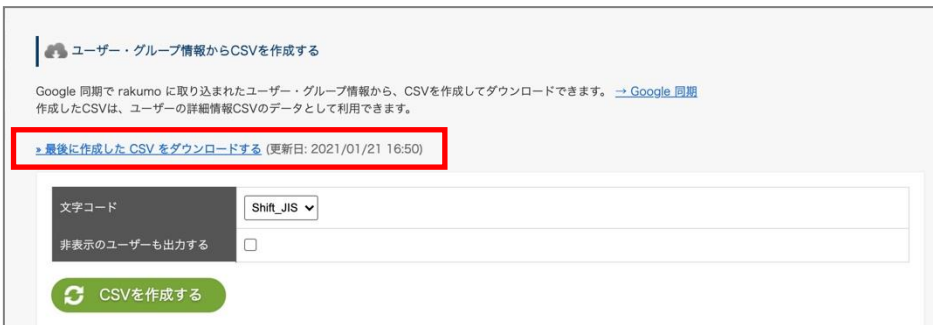 ユーザー・グループ情報からCSVを作成する
Google 同期で rakumo に取り込まれたユーザー・グループ情報から、CSVを作成してダウンロードできます。 → Google 同期
作成したCSVは、ユーザーの詳細情報CSVのデータとして利用できます。
» 最後に作成した CSV をダウンロードする (更新日: 2021/01/21 16:50)
文字コード Shift_JIS
非表示のユーザーも出力する
CSVを作成する